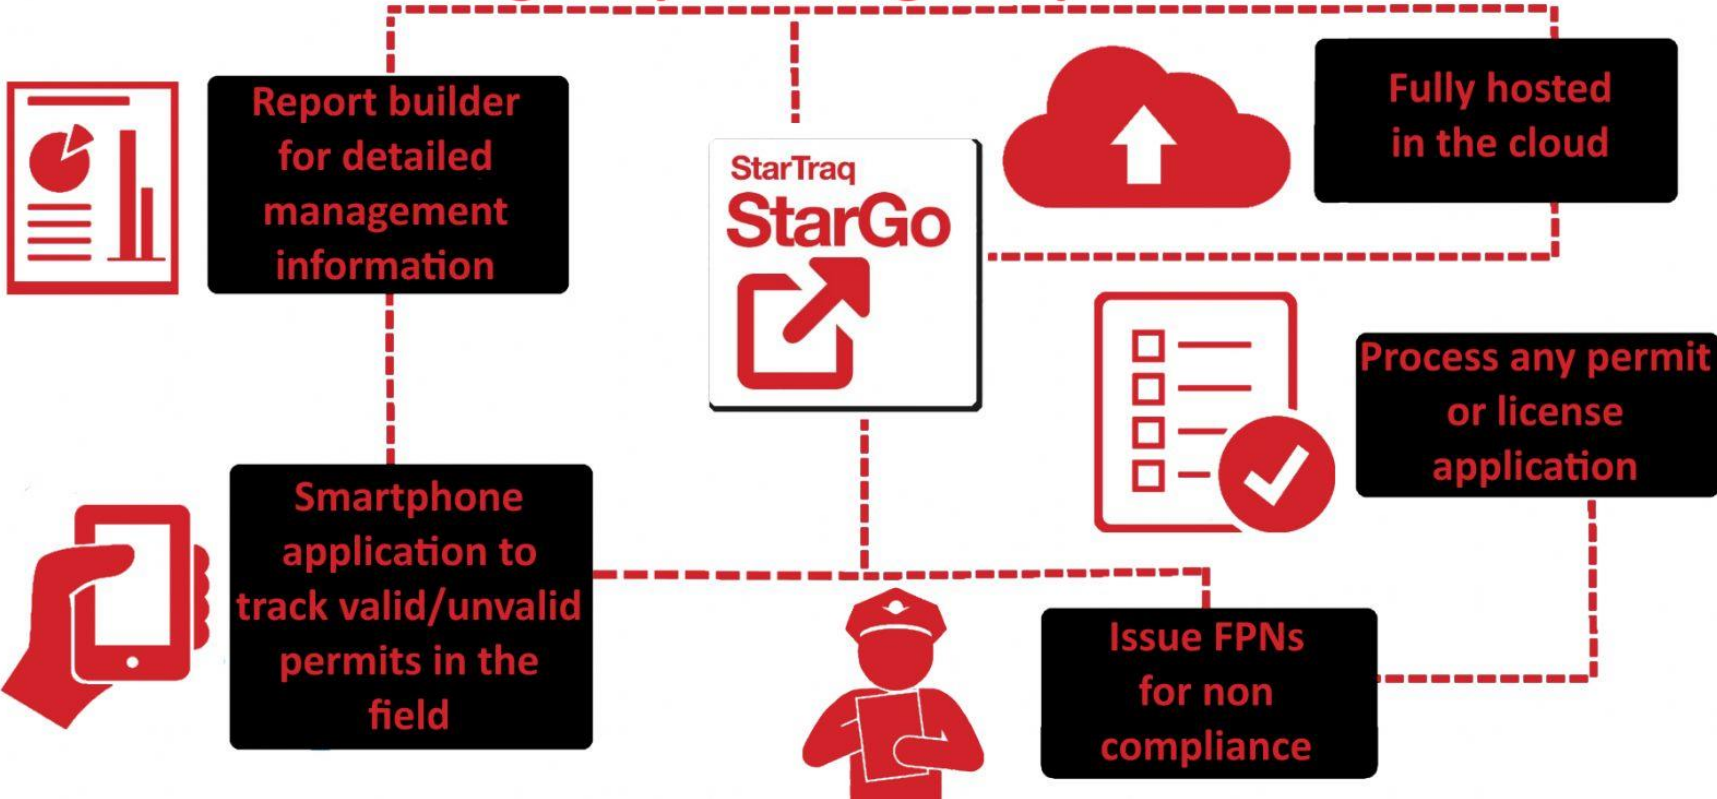 Report builder
for detailed
management
information
StarTraq
StarGo
Fully hosted
in the cloud
Process any permit
or license
application
Smartphone
application to
track valid/unvalid
permits in the
field
Issue FPNs
for non
compliance